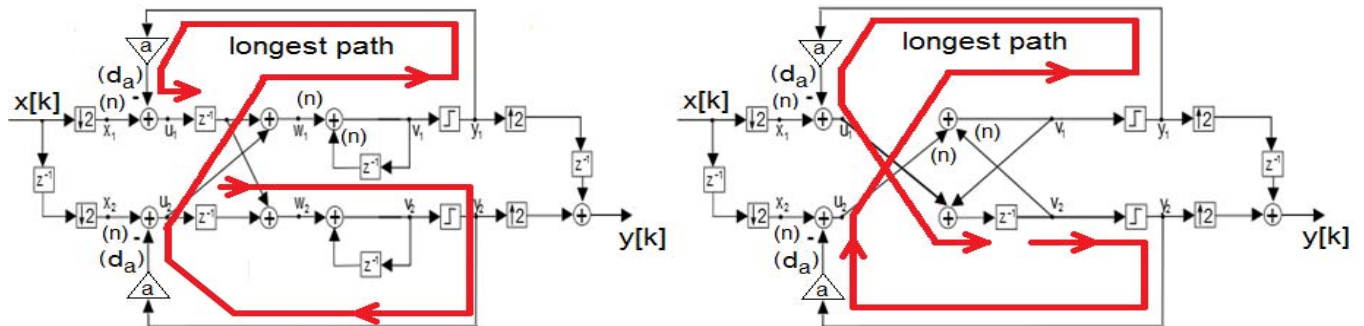 a
longest path
(dₐ)
-
x[k]
(n)
↓2
x₁
+
u₁
z⁻¹
+
(n)
w₁
+
(n)
v₁
y₁
↑2
z⁻¹
z⁻¹
z⁻¹
↓2
x₂
+
u₂
z⁻¹
+
w₂
+
v₂
y₂
↑2
+
(n)
-
(dₐ)
z⁻¹
y[k]
a
a
longest path
(dₐ)
-
x[k]
(n)
↓2
x₁
+
u₁
+
(n)
v₁
y₁
↑2
(n)
z⁻¹
z⁻¹
↓2
x₂
+
u₂
+
z⁻¹
v₂
y₂
↑2
+
(n)
-
(dₐ)
y[k]
a